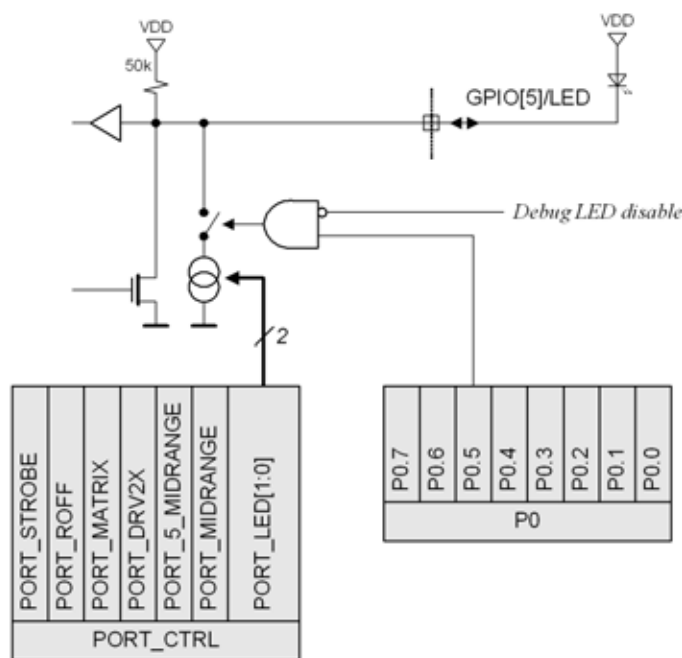 VDD
VDD
50k
GPIO[5]/LED
Debug LED disable
2
PORT_STROBE
PORT_ROFF
PORT_MATRIX
PORT_DRV2X
PORT_5_MIDRANGE
PORT_MIDRANGE
PORT_LED[1:0]
PORT_CTRL
P0.7
P0.6
P0.5
P0.4
P0.3
P0.2
P0.1
P0.0
P0